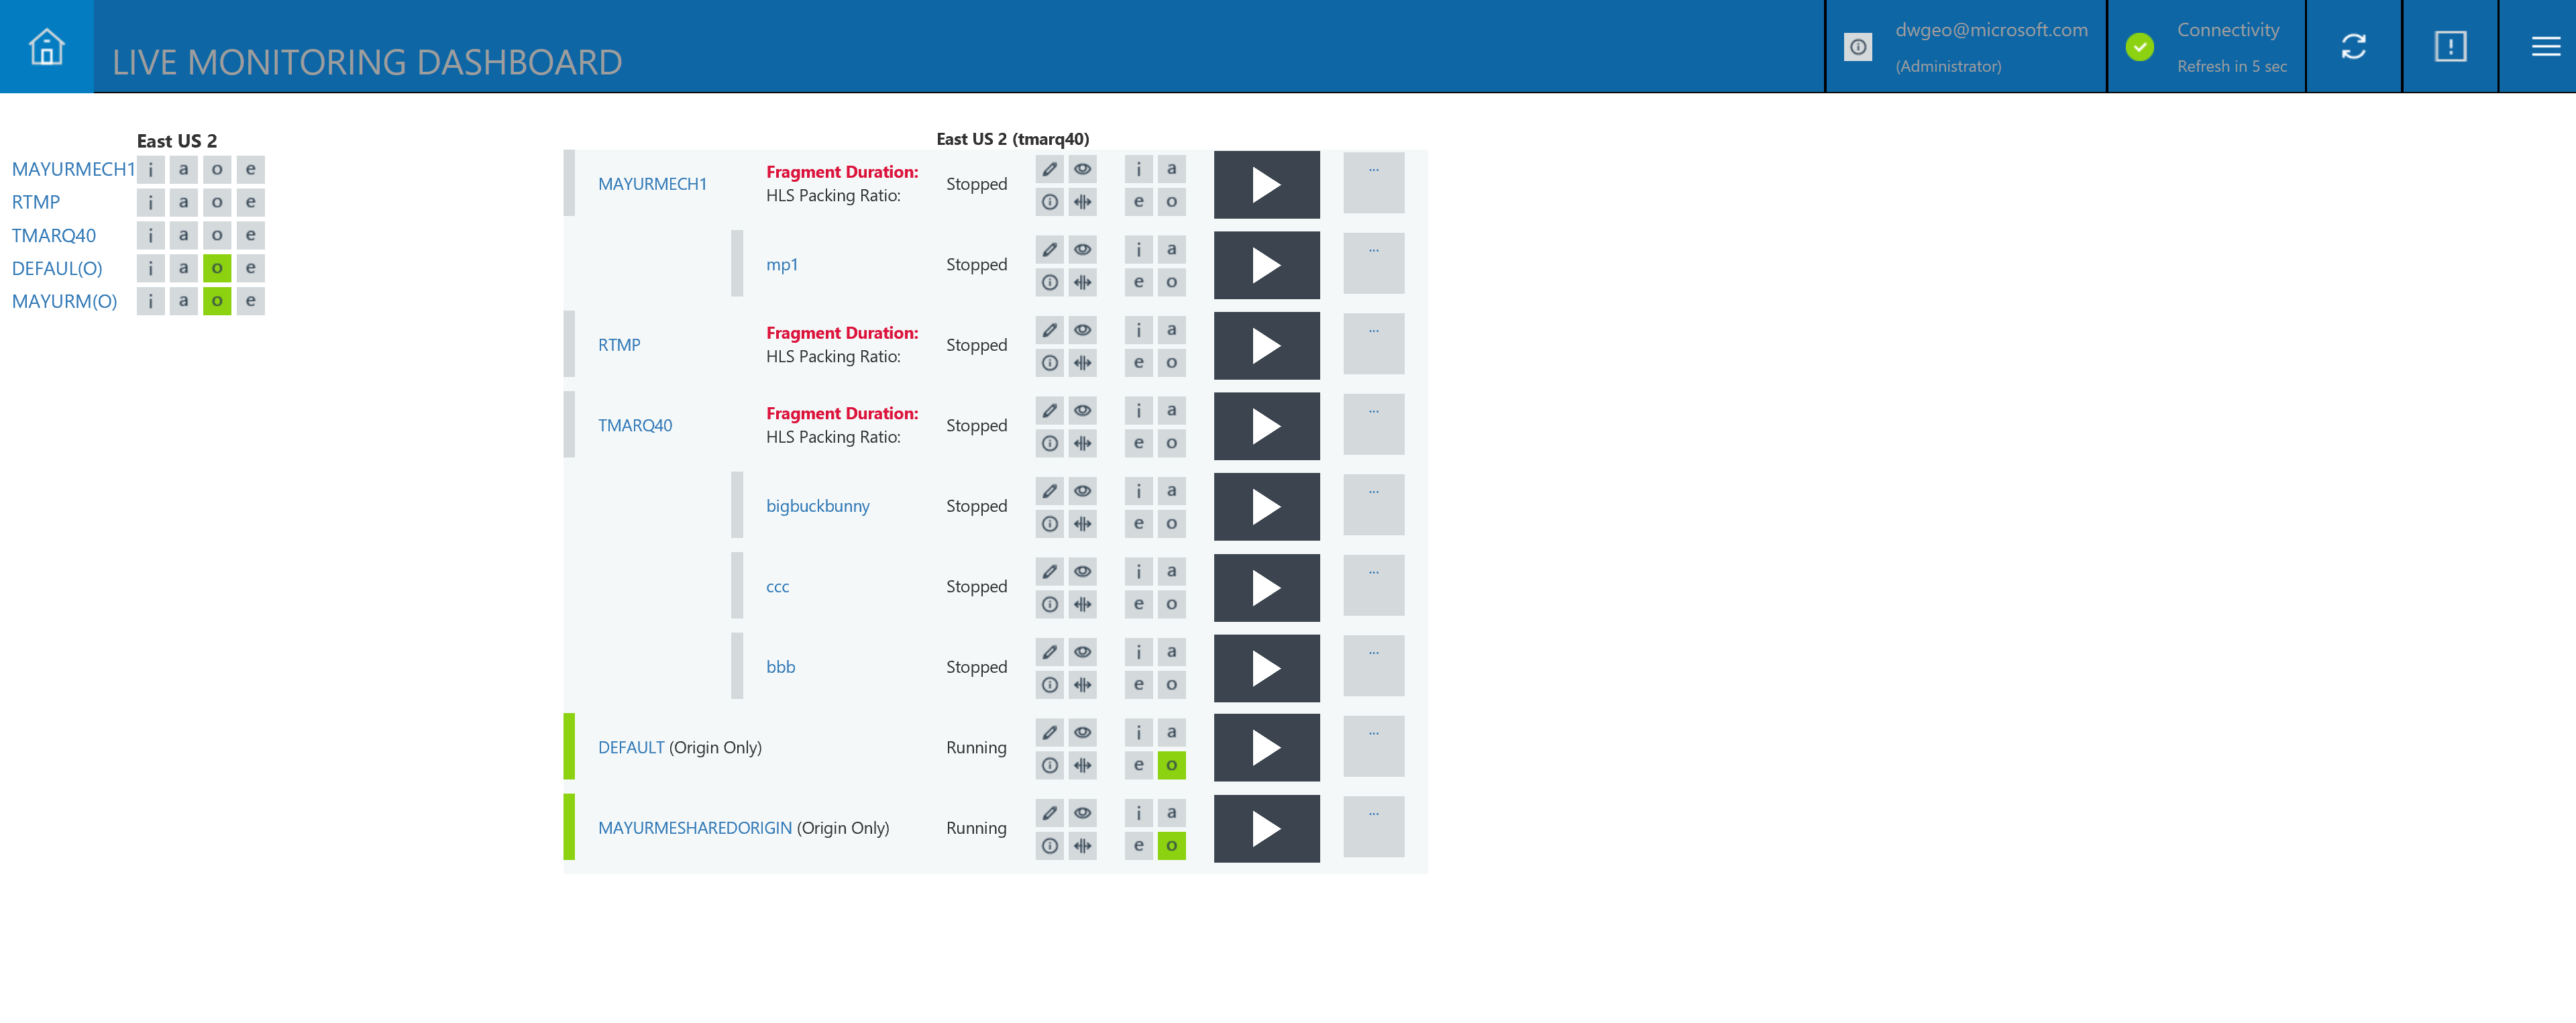 LIVE MONITORING DASHBOARD
dwgeo@microsoft.com
(Administrator)
Connectivity
Refresh in 5 sec
East US 2
MAYURMECH1 i a o e
RTMP i a o e
TMARQ40 i a o e
DEFAUL(O) i a o e
MAYURM(O) i a o e
East US 2 (tmarq40)
MAYURMECH1 Fragment Duration: Stopped i a ...
HLS Packing Ratio: e o
mp1 Stopped i a ...
e o
RTMP Fragment Duration: Stopped i a ...
HLS Packing Ratio: e o
TMARQ40 Fragment Duration: Stopped i a ...
HLS Packing Ratio: e o
bigbuckbunny Stopped i a ...
e o
ccc Stopped i a ...
e o
bbb Stopped i a ...
e o
DEFAULT (Origin Only) Running i a ...
e o
MAYURMESHAREDORIGIN (Origin Only) Running i a ...
e o